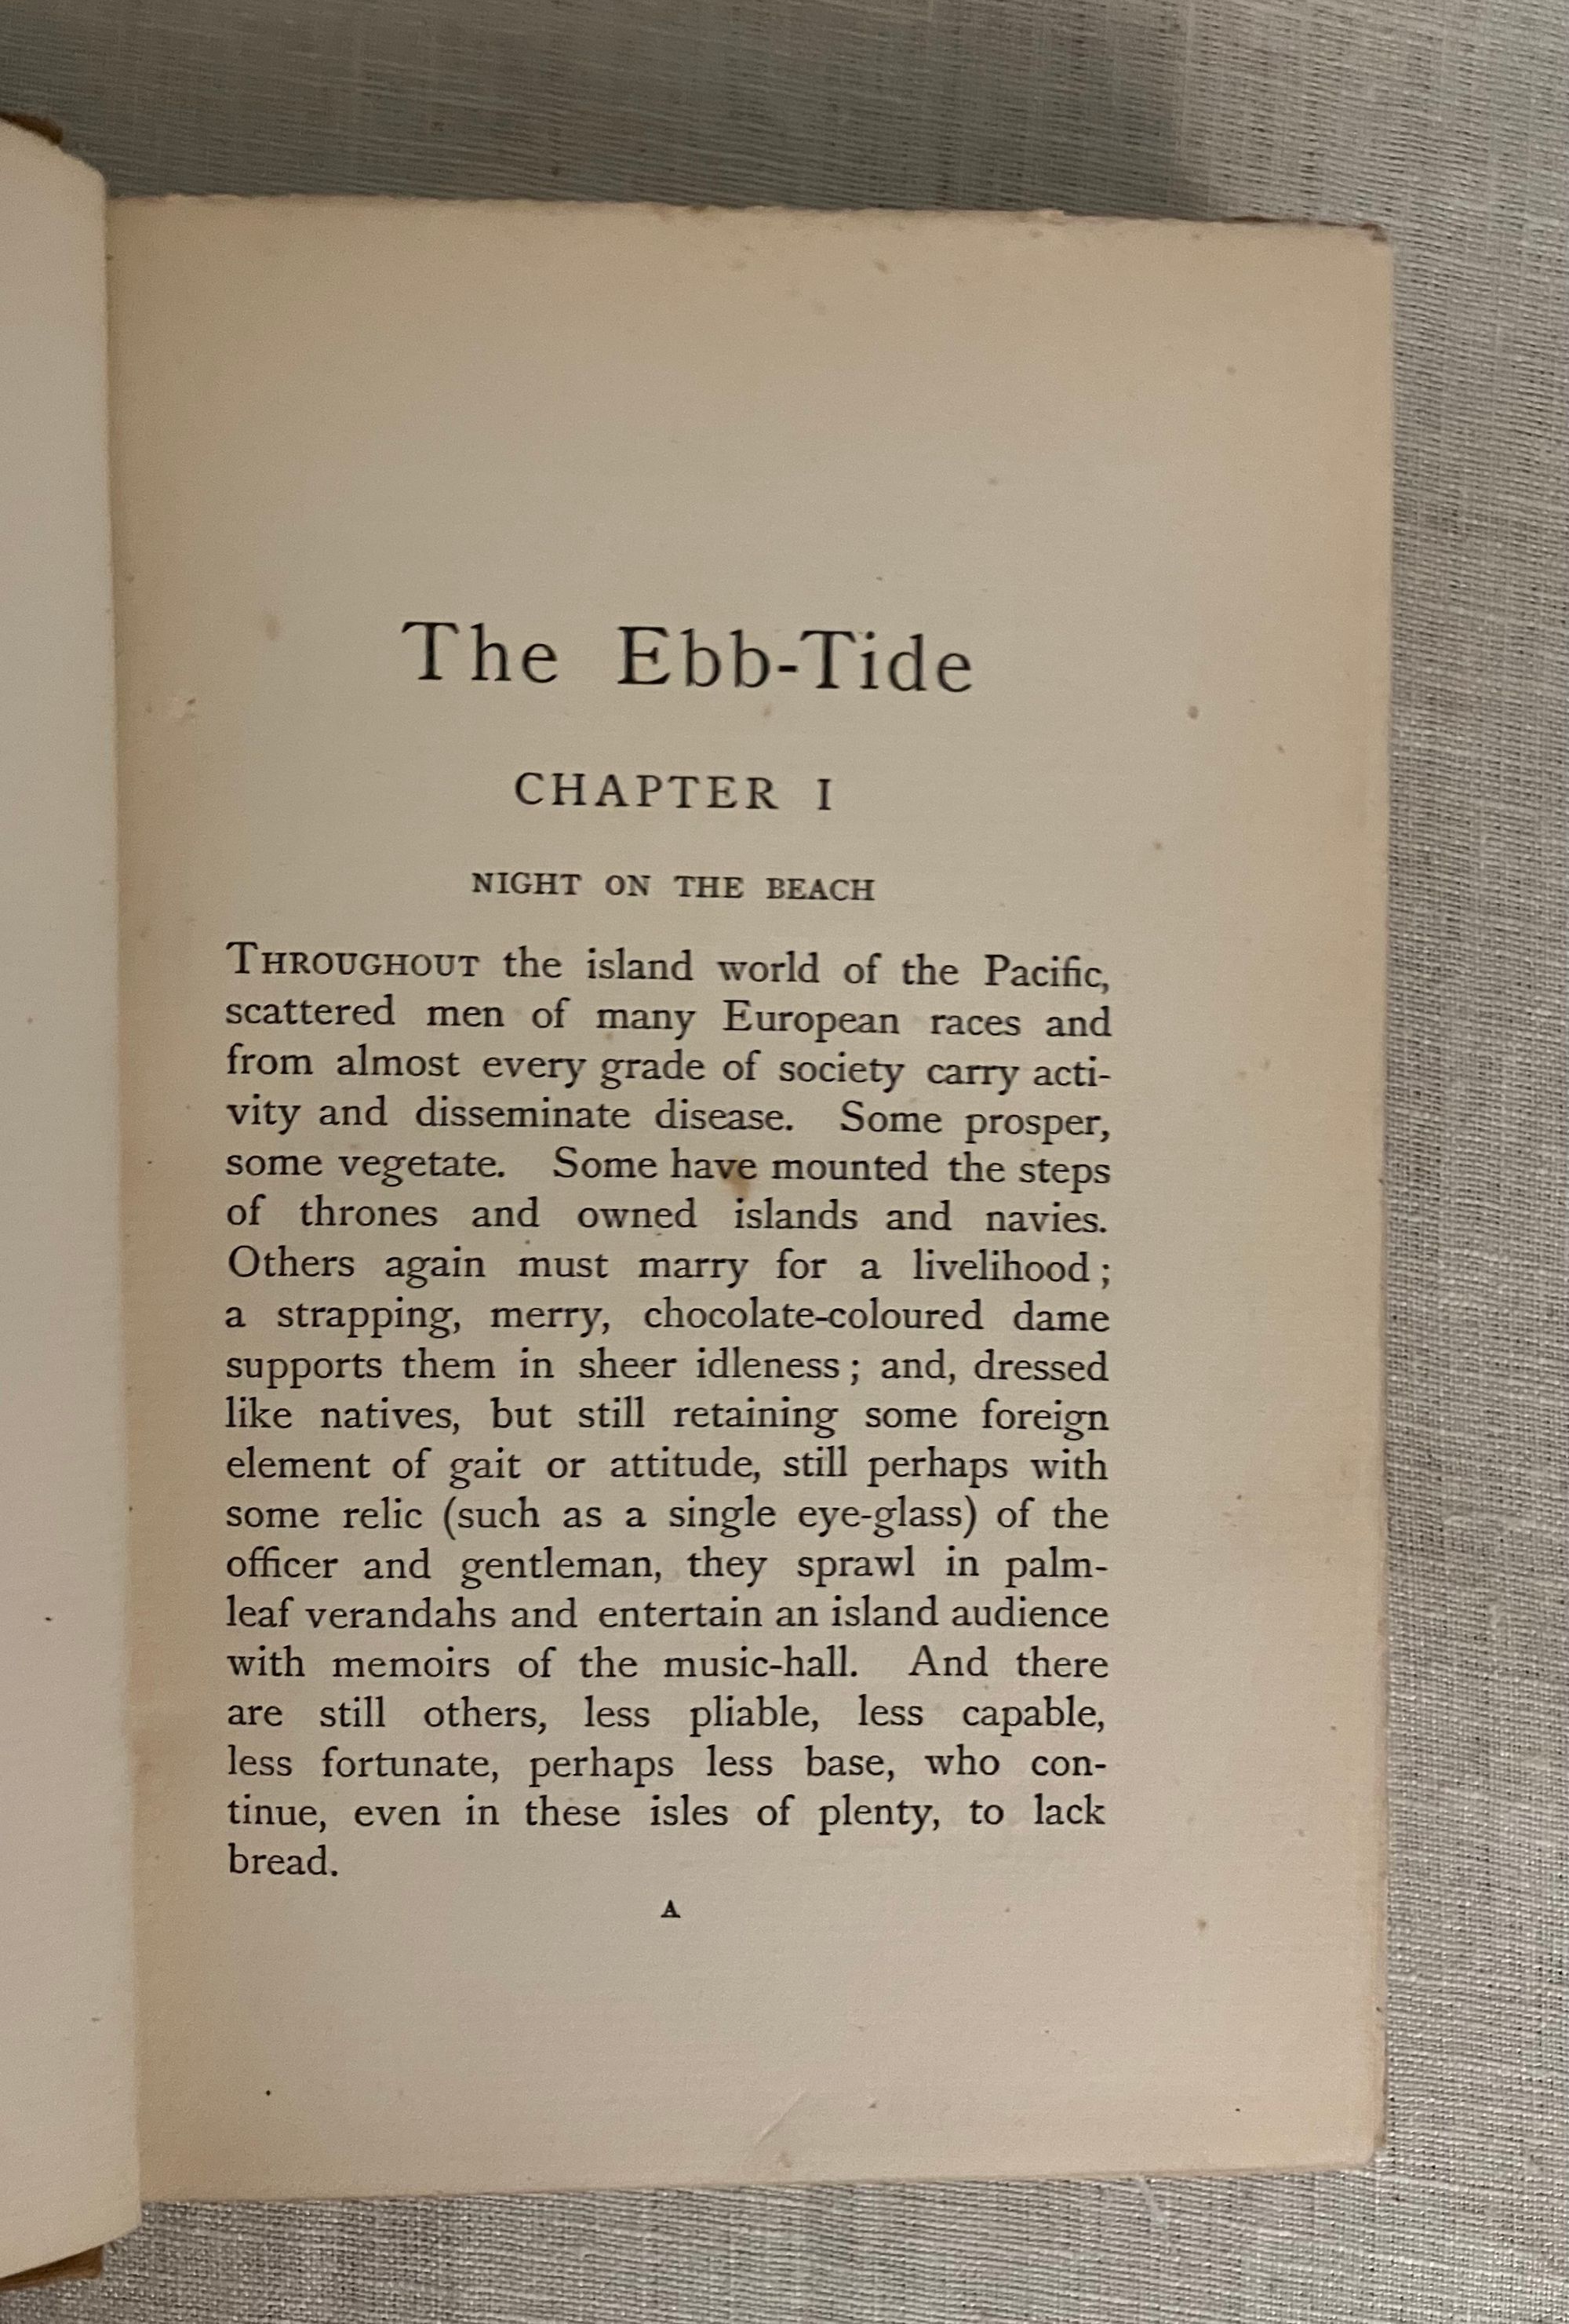 The Ebb-Tide
CHAPTER I
NIGHT ON THE BEACH
THROUGHOUT the island world of the Pacific,
scattered men of many European races and
from almost every grade of society carry acti-
vity and disseminate disease. Some prosper,
some vegetate. Some have mounted the steps
of thrones and owned islands and navies.
Others again must marry for a livelihood ;
a strapping, merry, chocolate-coloured dame
supports them in sheer idleness ; and, dressed
like natives, but still retaining some foreign
element of gait or attitude, still perhaps with
some relic (such as a single eye-glass) of the
officer and gentleman, they sprawl in palm-
leaf verandahs and entertain an island audience
with memoirs of the music-hall. And there
are still others, less pliable, less capable,
less fortunate, perhaps less base, who con-
tinue, even in these isles of plenty, to lack
bread.
A